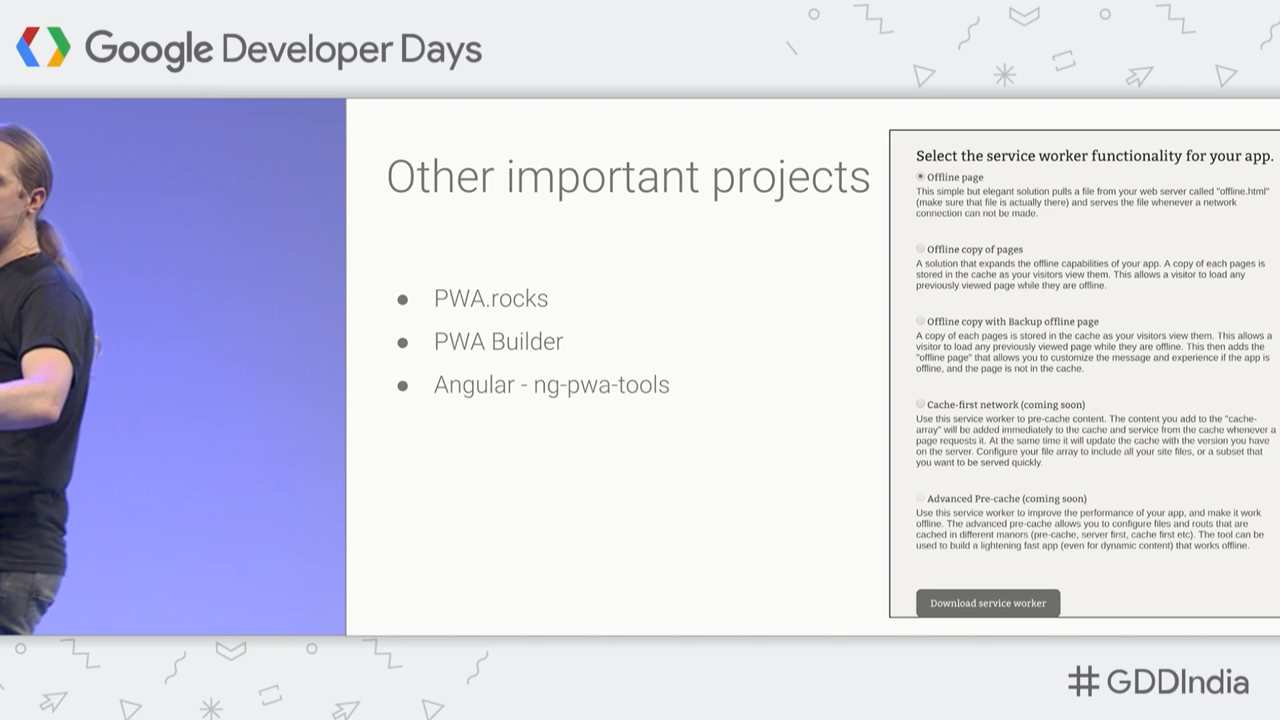 Google Developer Days
Other important projects
● PWA.rocks
● PWA Builder
● Angular - ng-pwa-tools
Select the service worker functionality for your app.
Offline page
This simple but elegant solution pulls a file from your web server called "offline.html"
(make sure that file is actually there) and serves the file whenever a network
connection can not be made.
Offline copy of pages
A solution that expands the offline capabilities of your app. A copy of each pages is
stored in the cache as your visitors view them. This allows a visitor to load any
previously viewed page while they are offline.
Offline copy with Backup offline page
A copy of each pages is stored in the cache as your visitors view them. This allows a
visitor to load any previously viewed page while they are offline. This then adds the
"offline page" that allows you to customize the message and experience if the app is
offline, and the page is not in the cache.
Cache-first network (coming soon)
Use this service worker to pre-cache content. The content you add to the "cache-
array" will be added immediately to the cache and service from the cache whenever a
page requests it. At the same time it will update the cache with the version you have
on the server. Configure your file array to include all your site files, or a subset that
you want to be served quickly.
Advanced Pre-cache (coming soon)
Use this service worker to improve the performance of your app, and make it work
offline. The advanced pre-cache allows you to configure files and routs that are
cached in different manors (pre-cache, server first, cache first etc). The tool can be
used to build a lightening fast app (even for dynamic content) that works offline.
Download service worker
#GDDIndia